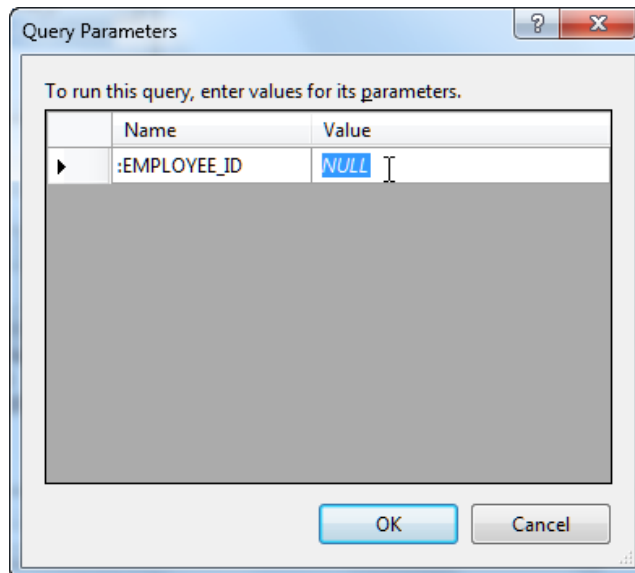 Query Parameters
To run this query, enter values for its parameters.
Name Value
:EMPLOYEE_ID NULL
OK Cancel